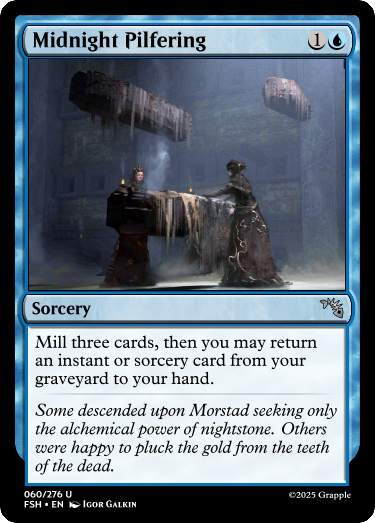 Midnight Pilfering 1
Sorcery
Mill three cards, then you may return
an instant or sorcery card from your
graveyard to your hand.
Some descended upon Morstad seeking only
the alchemical power of nightstone. Others
were happy to pluck the gold from the teeth
of the dead.
060/276 U
FSH • EN Igor Galkin
©2025 Grapple